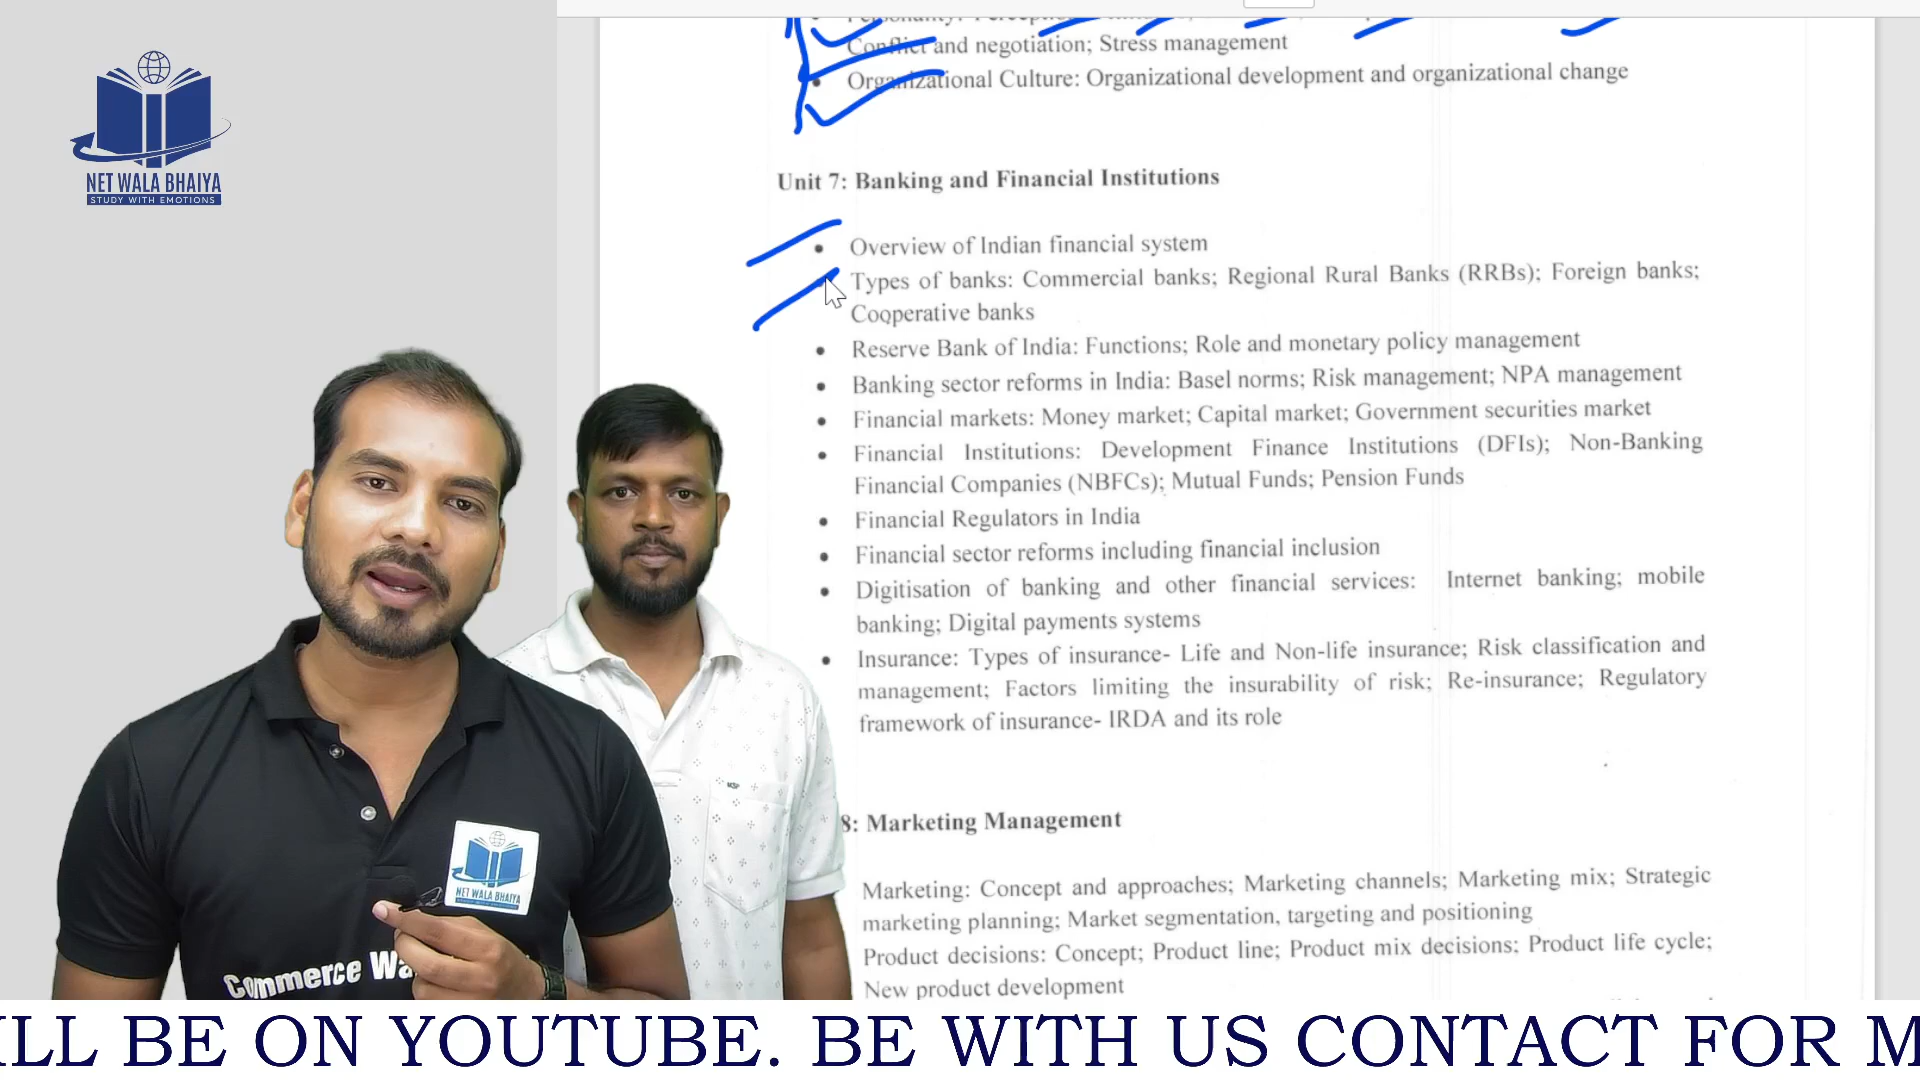 Conflict and negotiation; Stress management
Organizational Culture: Organizational development and organizational change
NET WALA BHAIYA
STUDY WITH EMOTIONS
Unit 7: Banking and Financial Institutions
Overview of Indian financial system
Types of banks: Commercial banks; Regional Rural Banks (RRBs); Foreign banks;
Cooperative banks
Reserve Bank of India: Functions; Role and monetary policy management
Banking sector reforms in India: Basel norms; Risk management; NPA management
Financial markets: Money market; Capital market; Government securities market
Financial Institutions: Development Finance Institutions (DFIs); Non-Banking
Financial Companies (NBFCs); Mutual Funds; Pension Funds
Financial Regulators in India
Financial sector reforms including financial inclusion
Digitisation of banking and other financial services: Internet banking; mobile
banking; Digital payments systems
Insurance: Types of insurance- Life and Non-life insurance; Risk classification and
management; Factors limiting the insurability of risk; Re-insurance; Regulatory
framework of insurance- IRDA and its role
8: Marketing Management
Marketing: Concept and approaches; Marketing channels; Marketing mix; Strategic
marketing planning; Market segmentation, targeting and positioning
Product decisions: Concept; Product line; Product mix decisions; Product life cycle;
New product development
NET WALA BHAIYA
Commerce Wa
ILL BE ON YOUTUBE. BE WITH US CONTACT FOR M